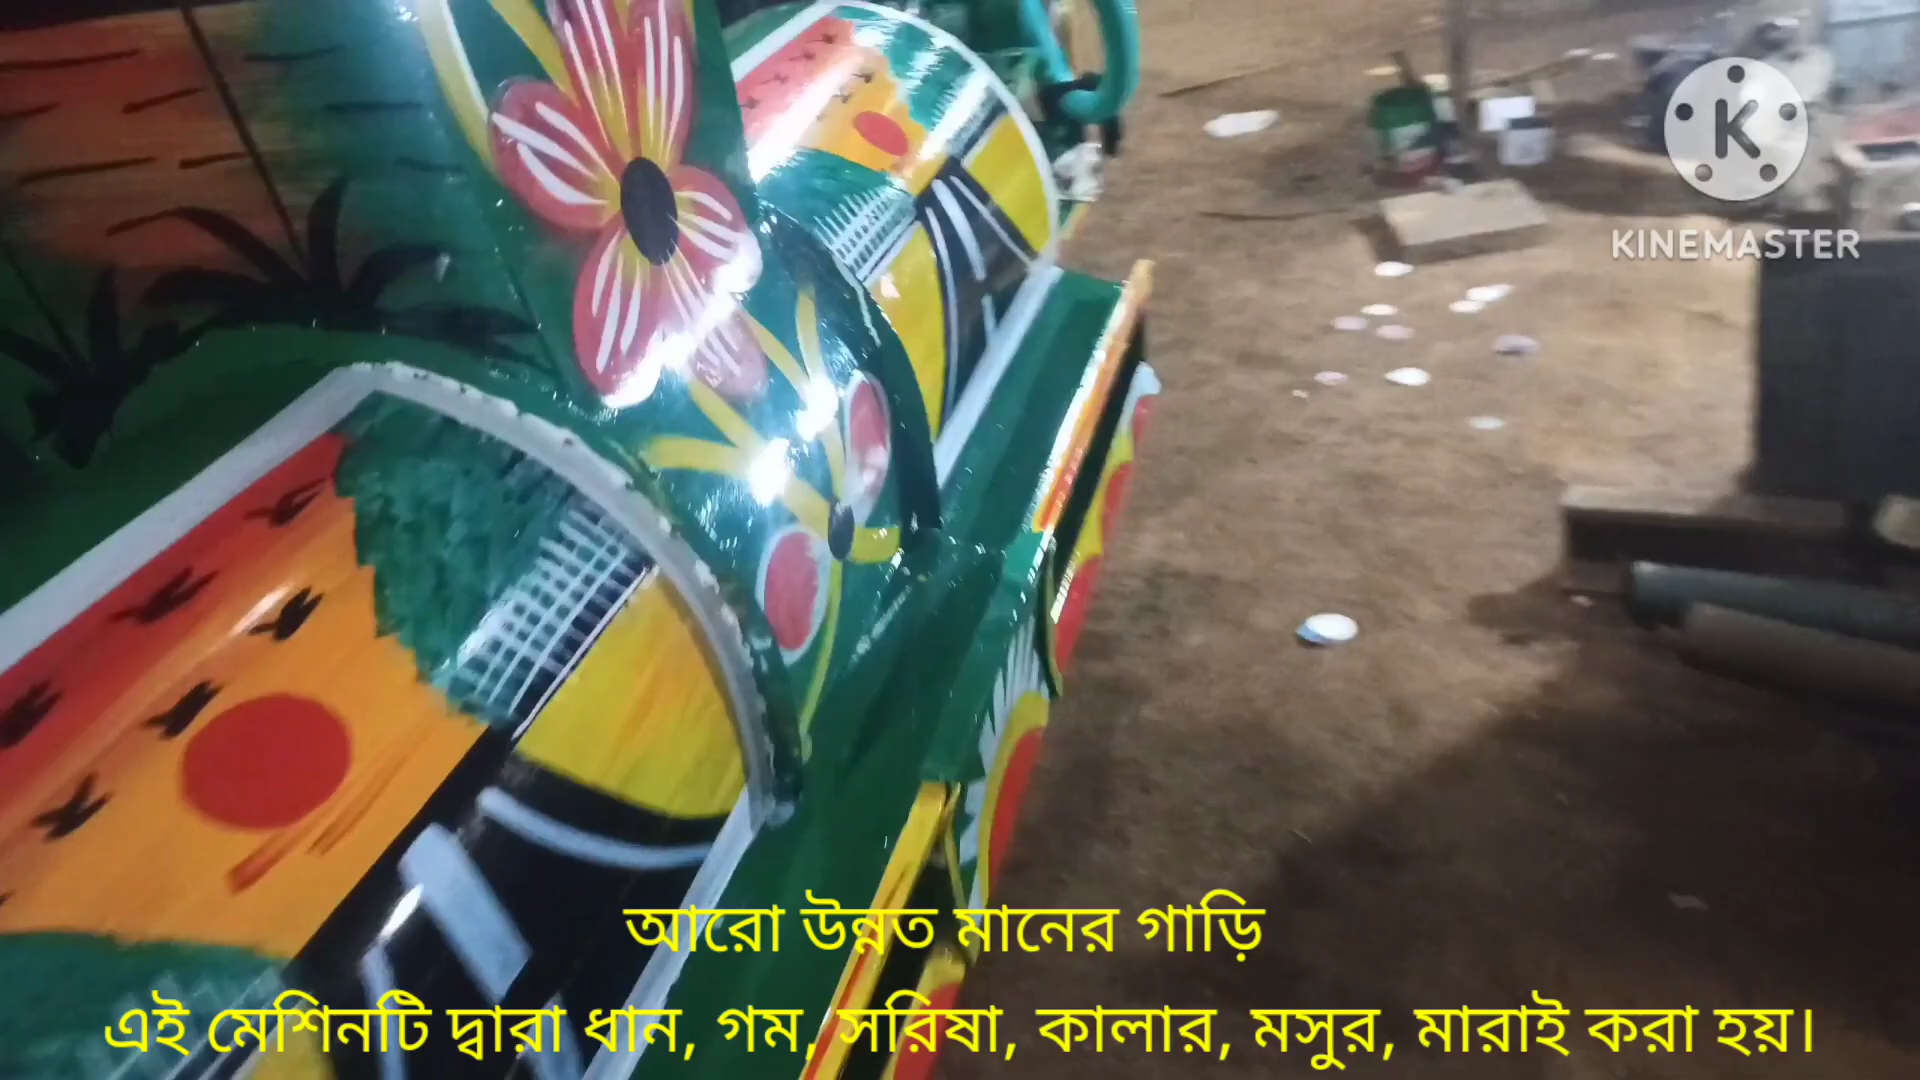 K
KINEMASTER
আরো উন্নত মানের গাড়ি
এই মেশিনটি দ্বারা ধান, গম, সরিষা, কালার, মসুর, মারাই করা হয়।